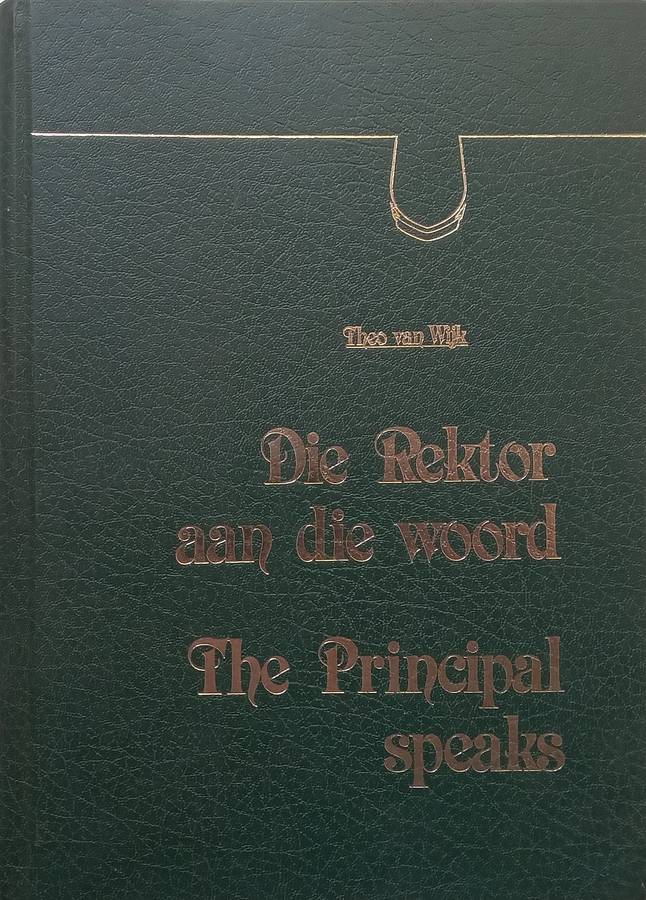 Theo van Wijk
Die Rektor
aan die woord
The Principal
speaks